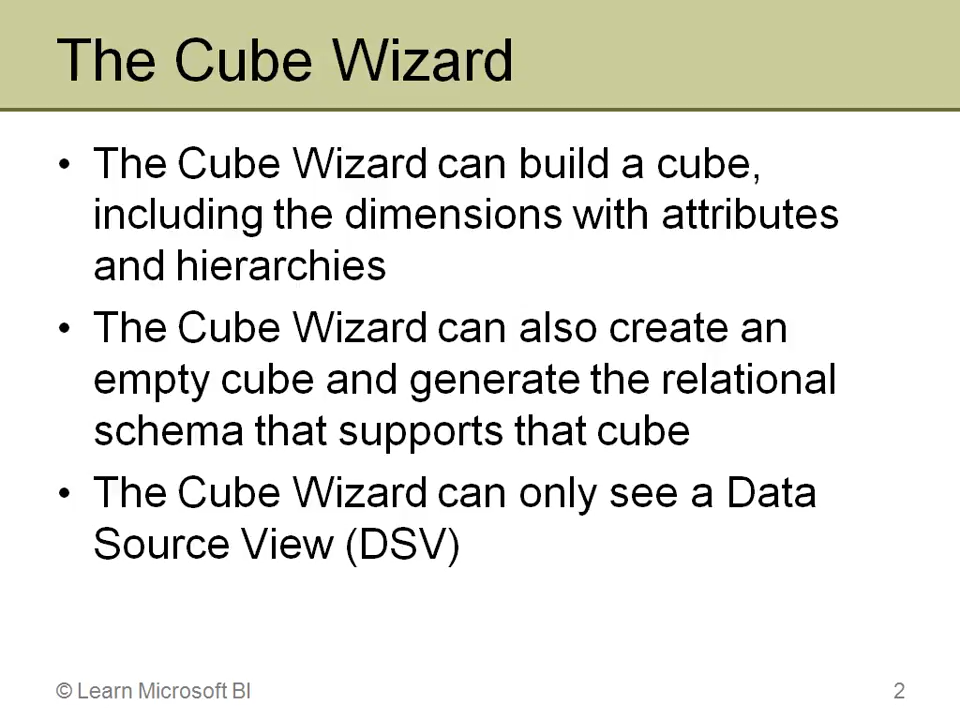 The Cube Wizard
• The Cube Wizard can build a cube,
including the dimensions with attributes
and hierarchies
• The Cube Wizard can also create an
empty cube and generate the relational
schema that supports that cube
• The Cube Wizard can only see a Data
Source View (DSV)
© Learn Microsoft BI
2